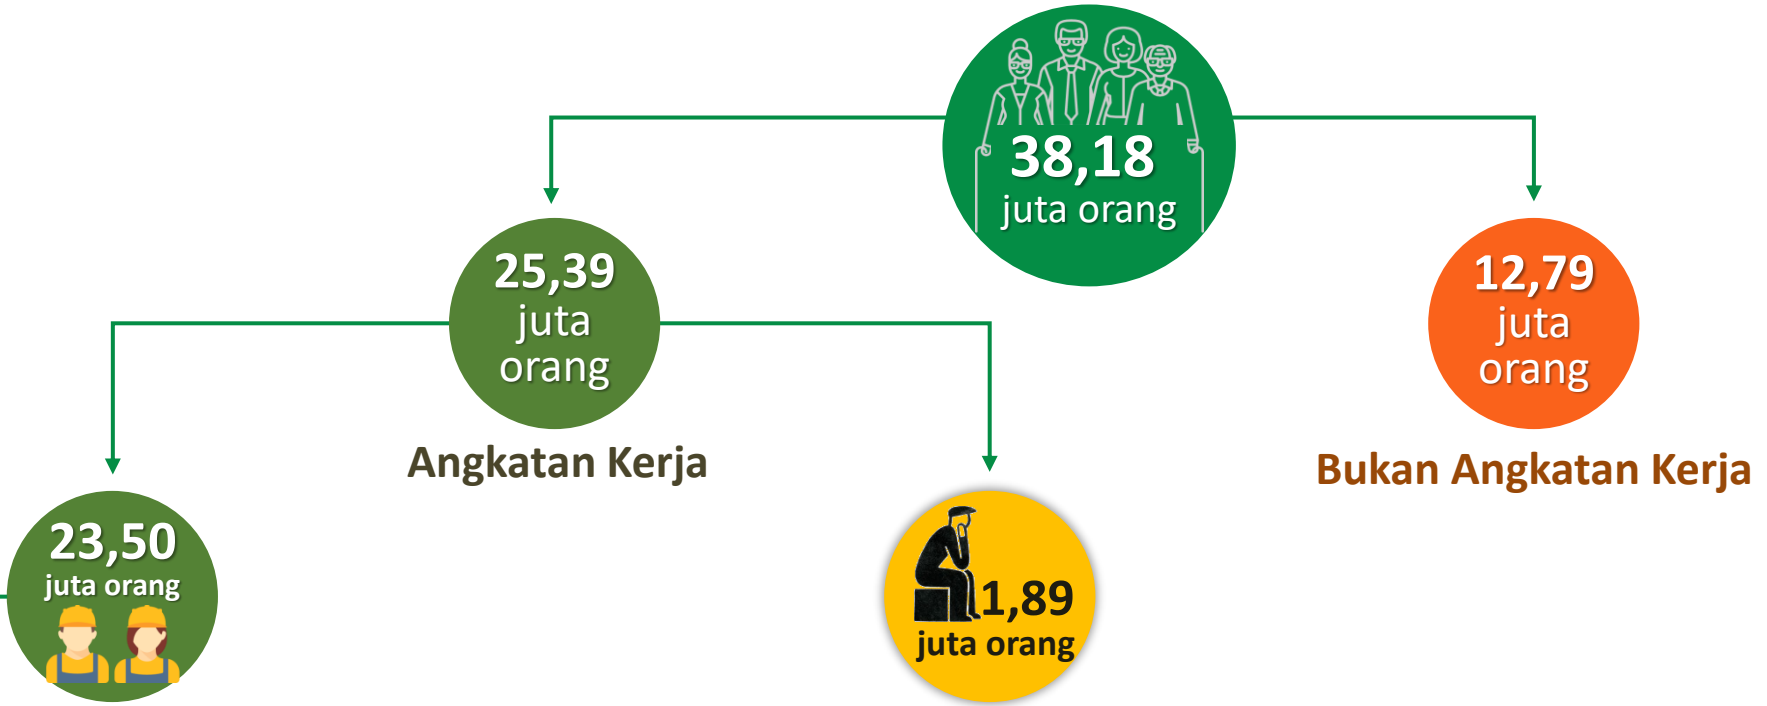 38,18
juta orang
25,39
juta
orang
Angkatan Kerja
12,79
juta
orang
Bukan Angkatan Kerja
23,50
juta orang
1,89
juta orang